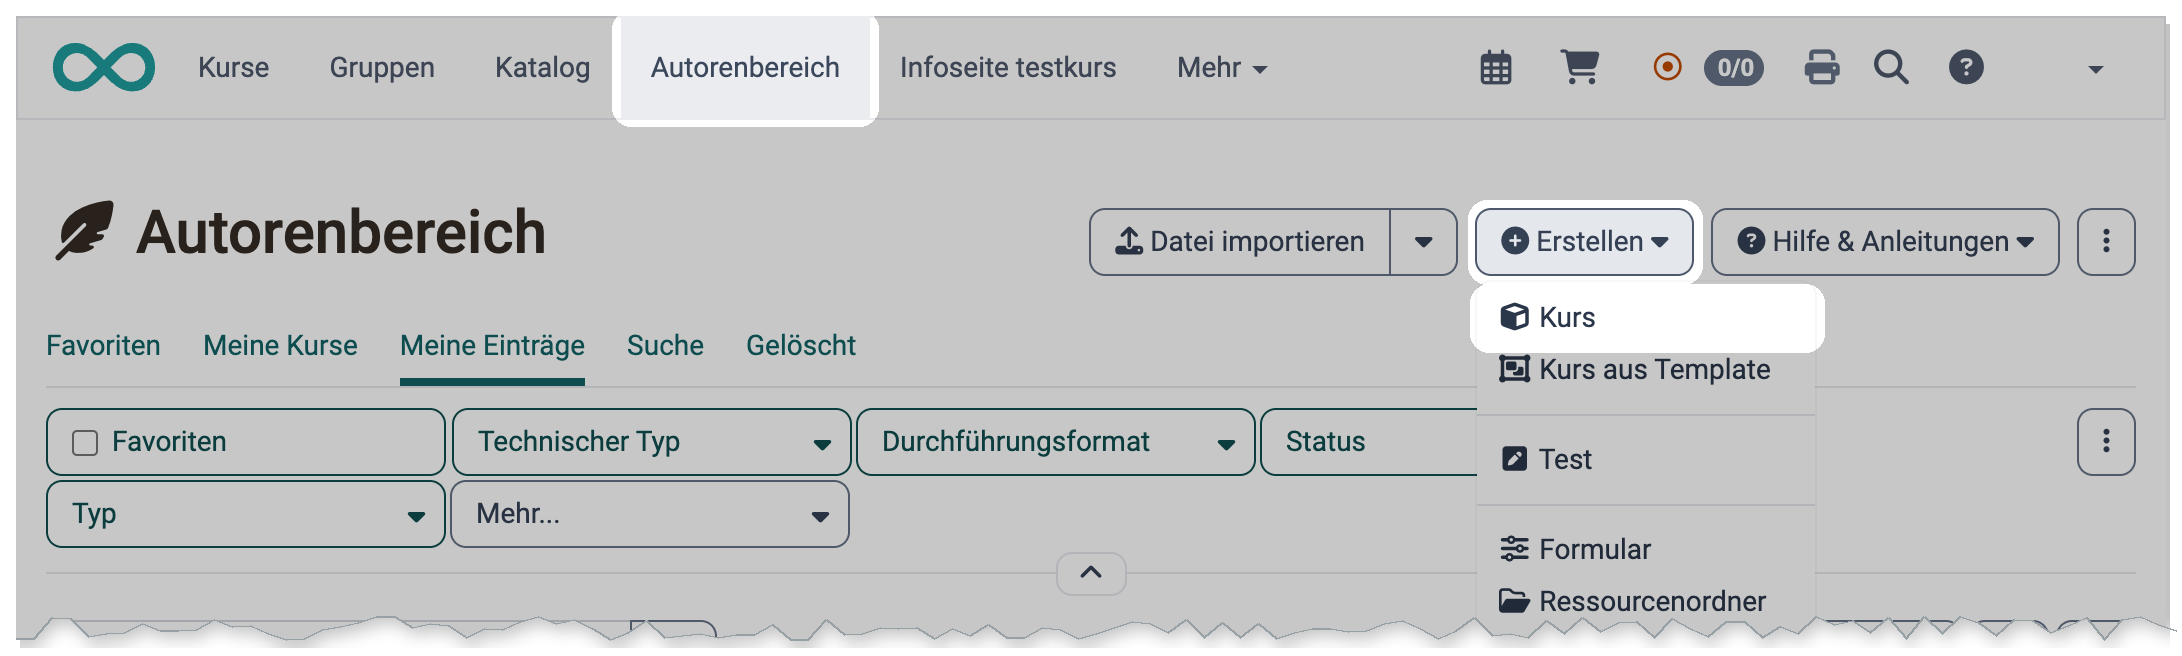 Kurse Gruppen Katalog Autorenbereich Infoseite testkurs Mehr 0/0 ?
Autorenbereich Datei importieren Erstellen ? Hilfe & Anleitungen
Kurs
Favoriten Meine Kurse Meine Einträge Suche Gelöscht
Kurs aus Template
Favoriten Technischer Typ Durchführungsformat Status
Test
Typ Mehr...
Formular
Ressourcenordner